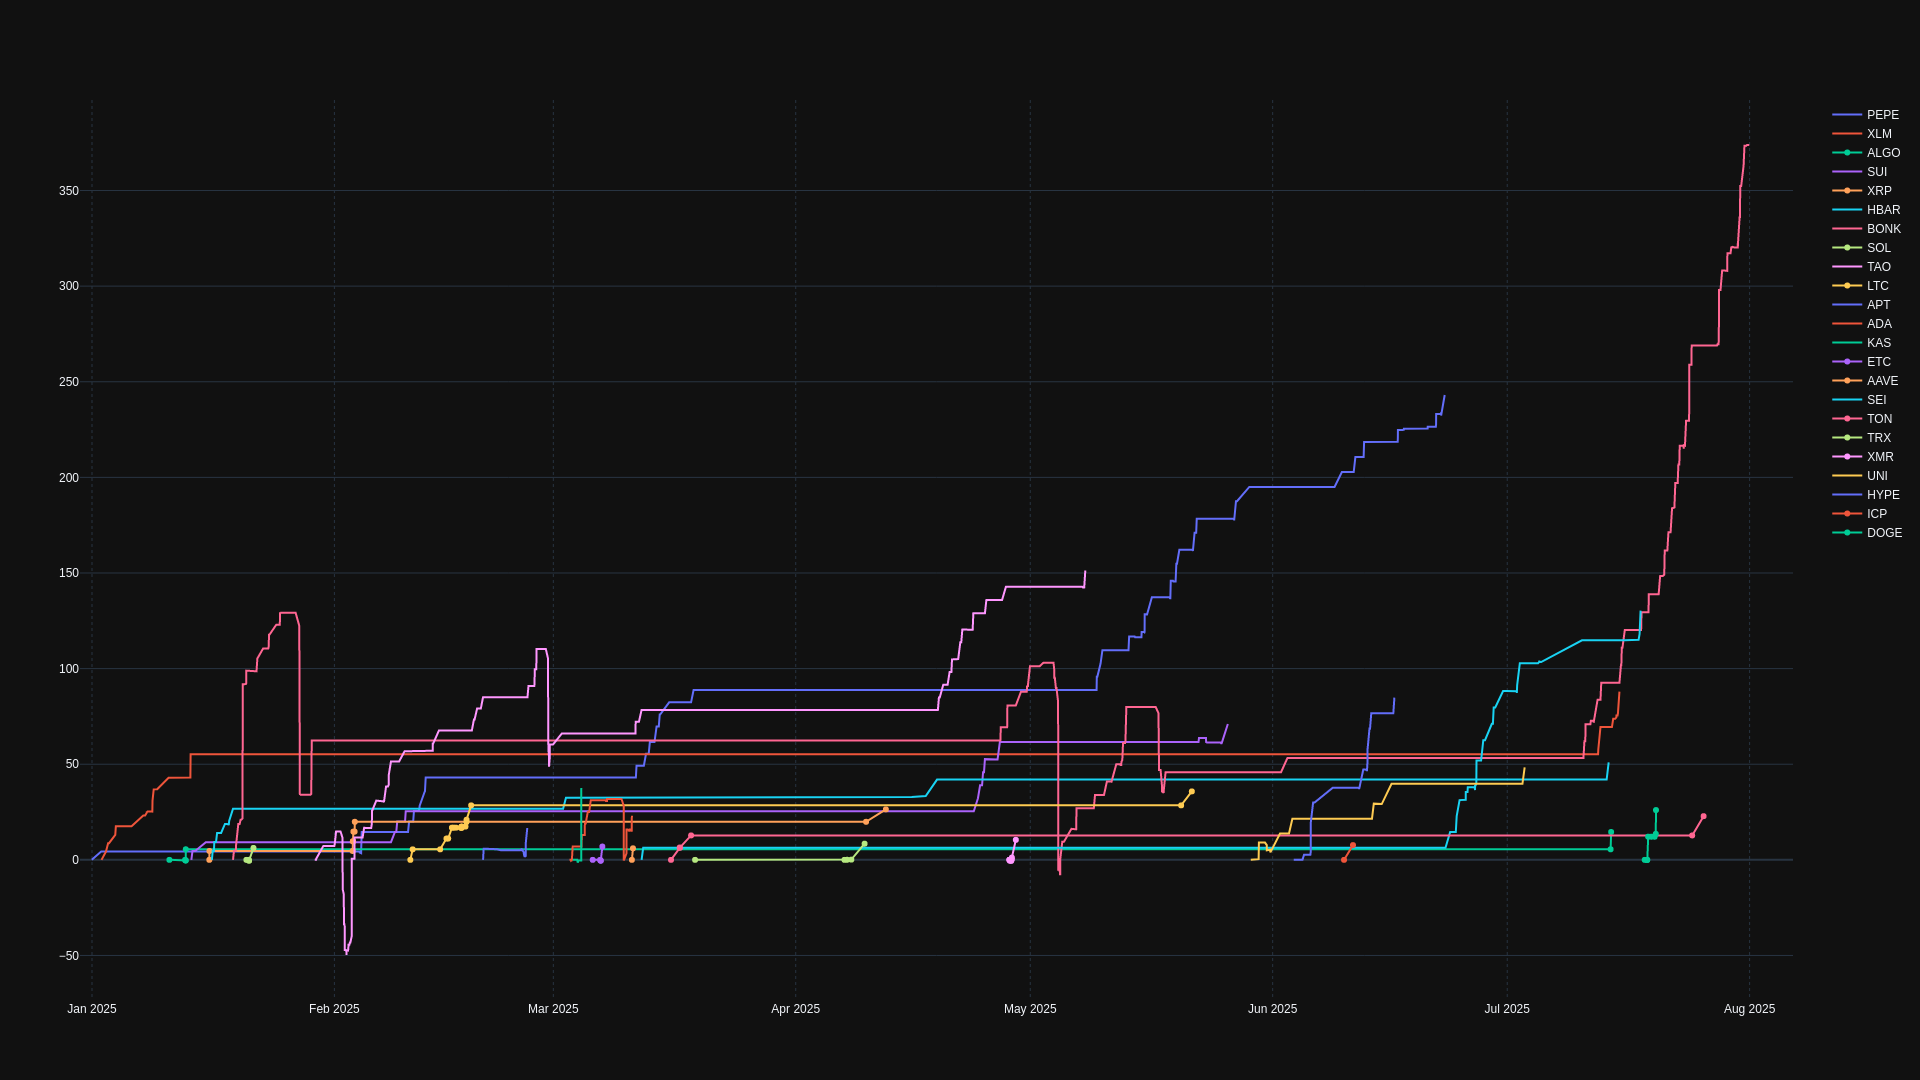 350
300
250
200
150
100
50
0
−50
Jan 2025 Feb 2025 Mar 2025 Apr 2025 May 2025 Jun 2025 Jul 2025 Aug 2025
PEPE
XLM
ALGO
SUI
XRP
HBAR
BONK
SOL
TAO
LTC
APT
ADA
KAS
ETC
AAVE
SEI
TON
TRX
XMR
UNI
HYPE
ICP
DOGE